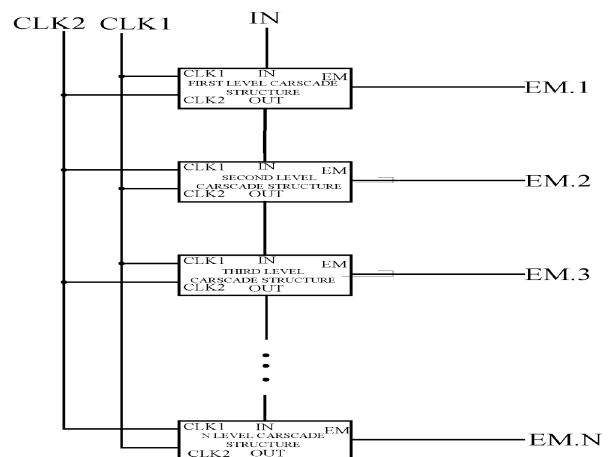 CLK2 CLK1 IN
CLK1 IN EM
FIRST LEVEL CARSCADE
STRUCTURE
CLK2 OUT
EM.1
CLK1 IN EM
SECOND LEVEL
CARSCADE STRUCTURE
CLK2 OUT
EM.2
CLK1 IN EM
THIRD LEVEL
CARSCADE STRUCTURE
CLK2 OUT
EM.3
CLK1 IN EM
N LEVEL CARSCADE
STRUCTURE
CLK2 OUT
EM.N